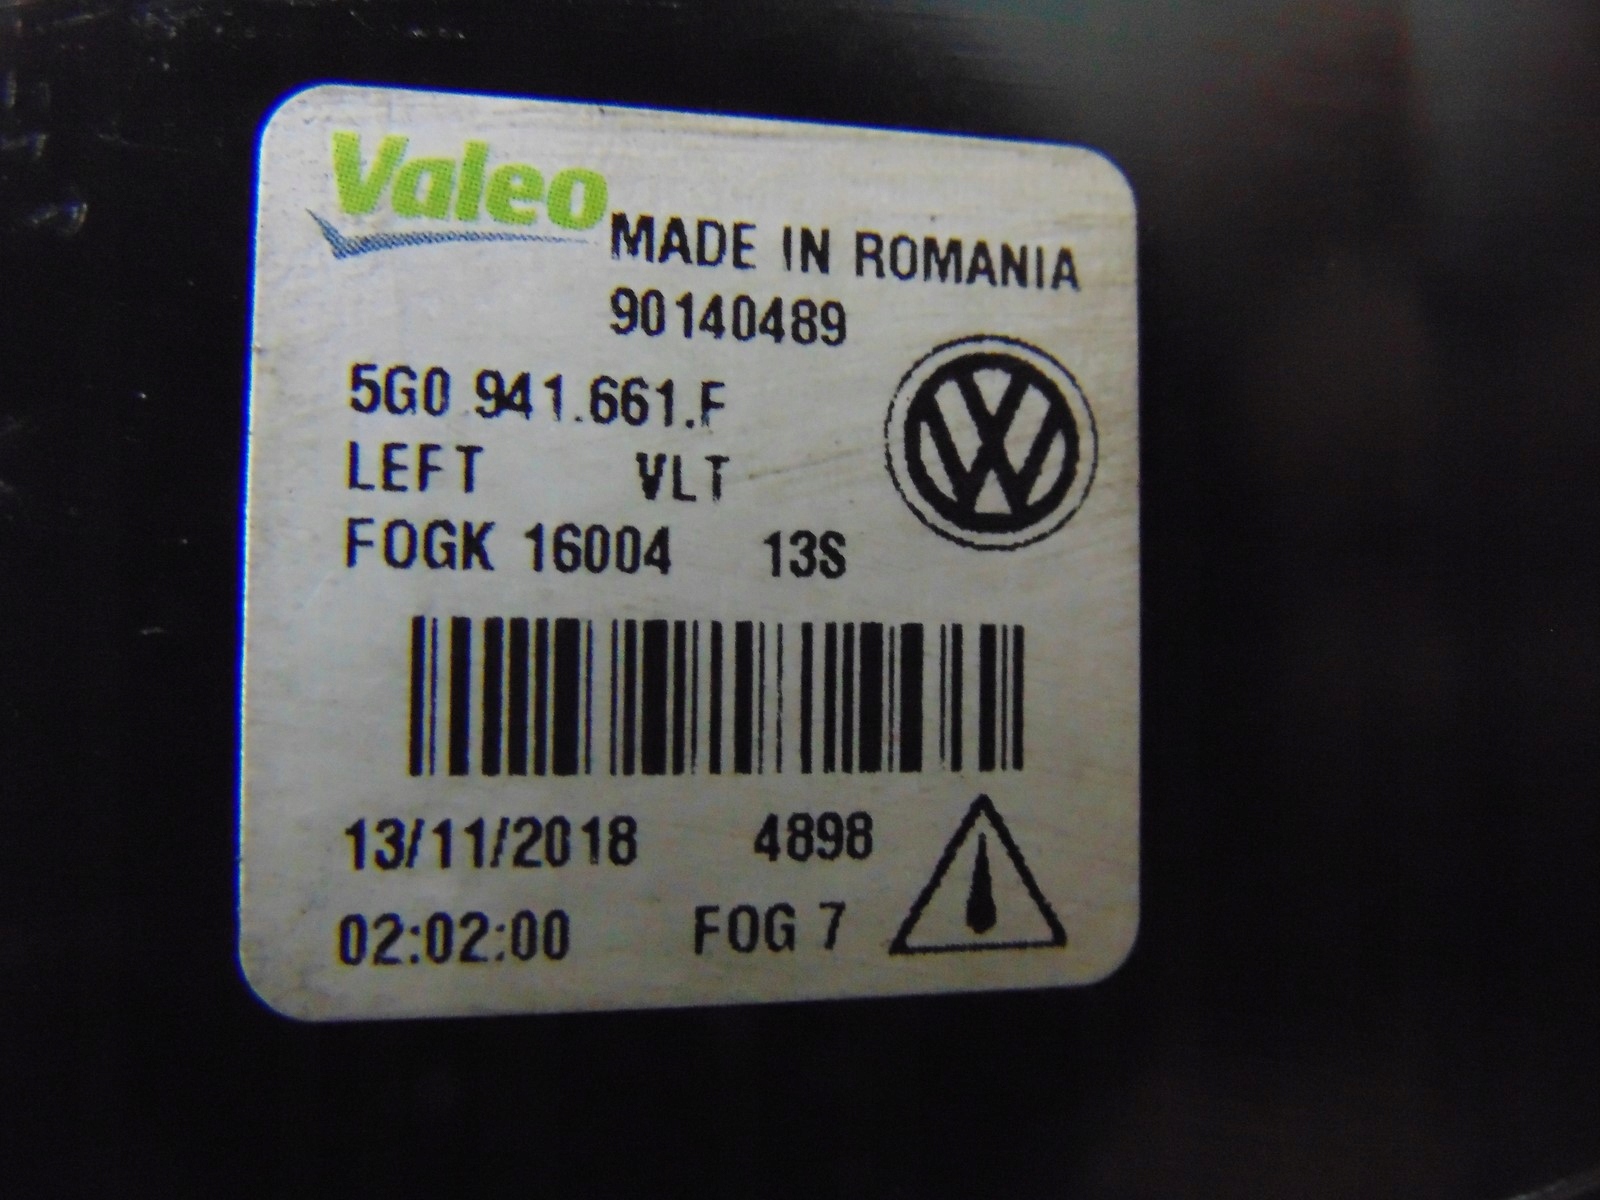 Valeo
MADE IN ROMANIA
90140489
5G0 941.661.F
LEFT VLT
FOGK 16004 13S
13/11/2018 4898
02:02:00 FOG 7